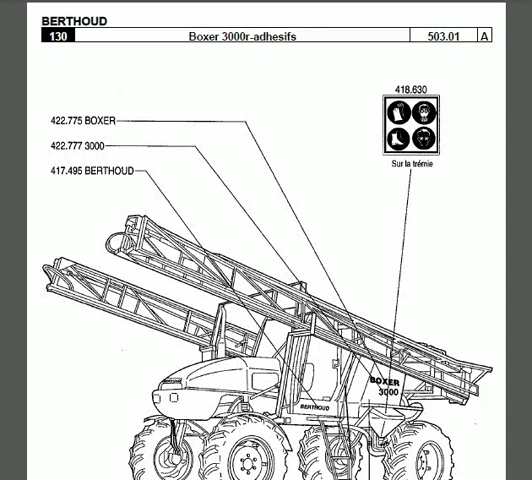 BERTHOUD
130 Boxer 3000r-adhesifs 503.01 A
418.630
422.775 BOXER
422.777 3000
417.495 BERTHOUD
Sur la trémie
BOXER
3000
BERTHOUD